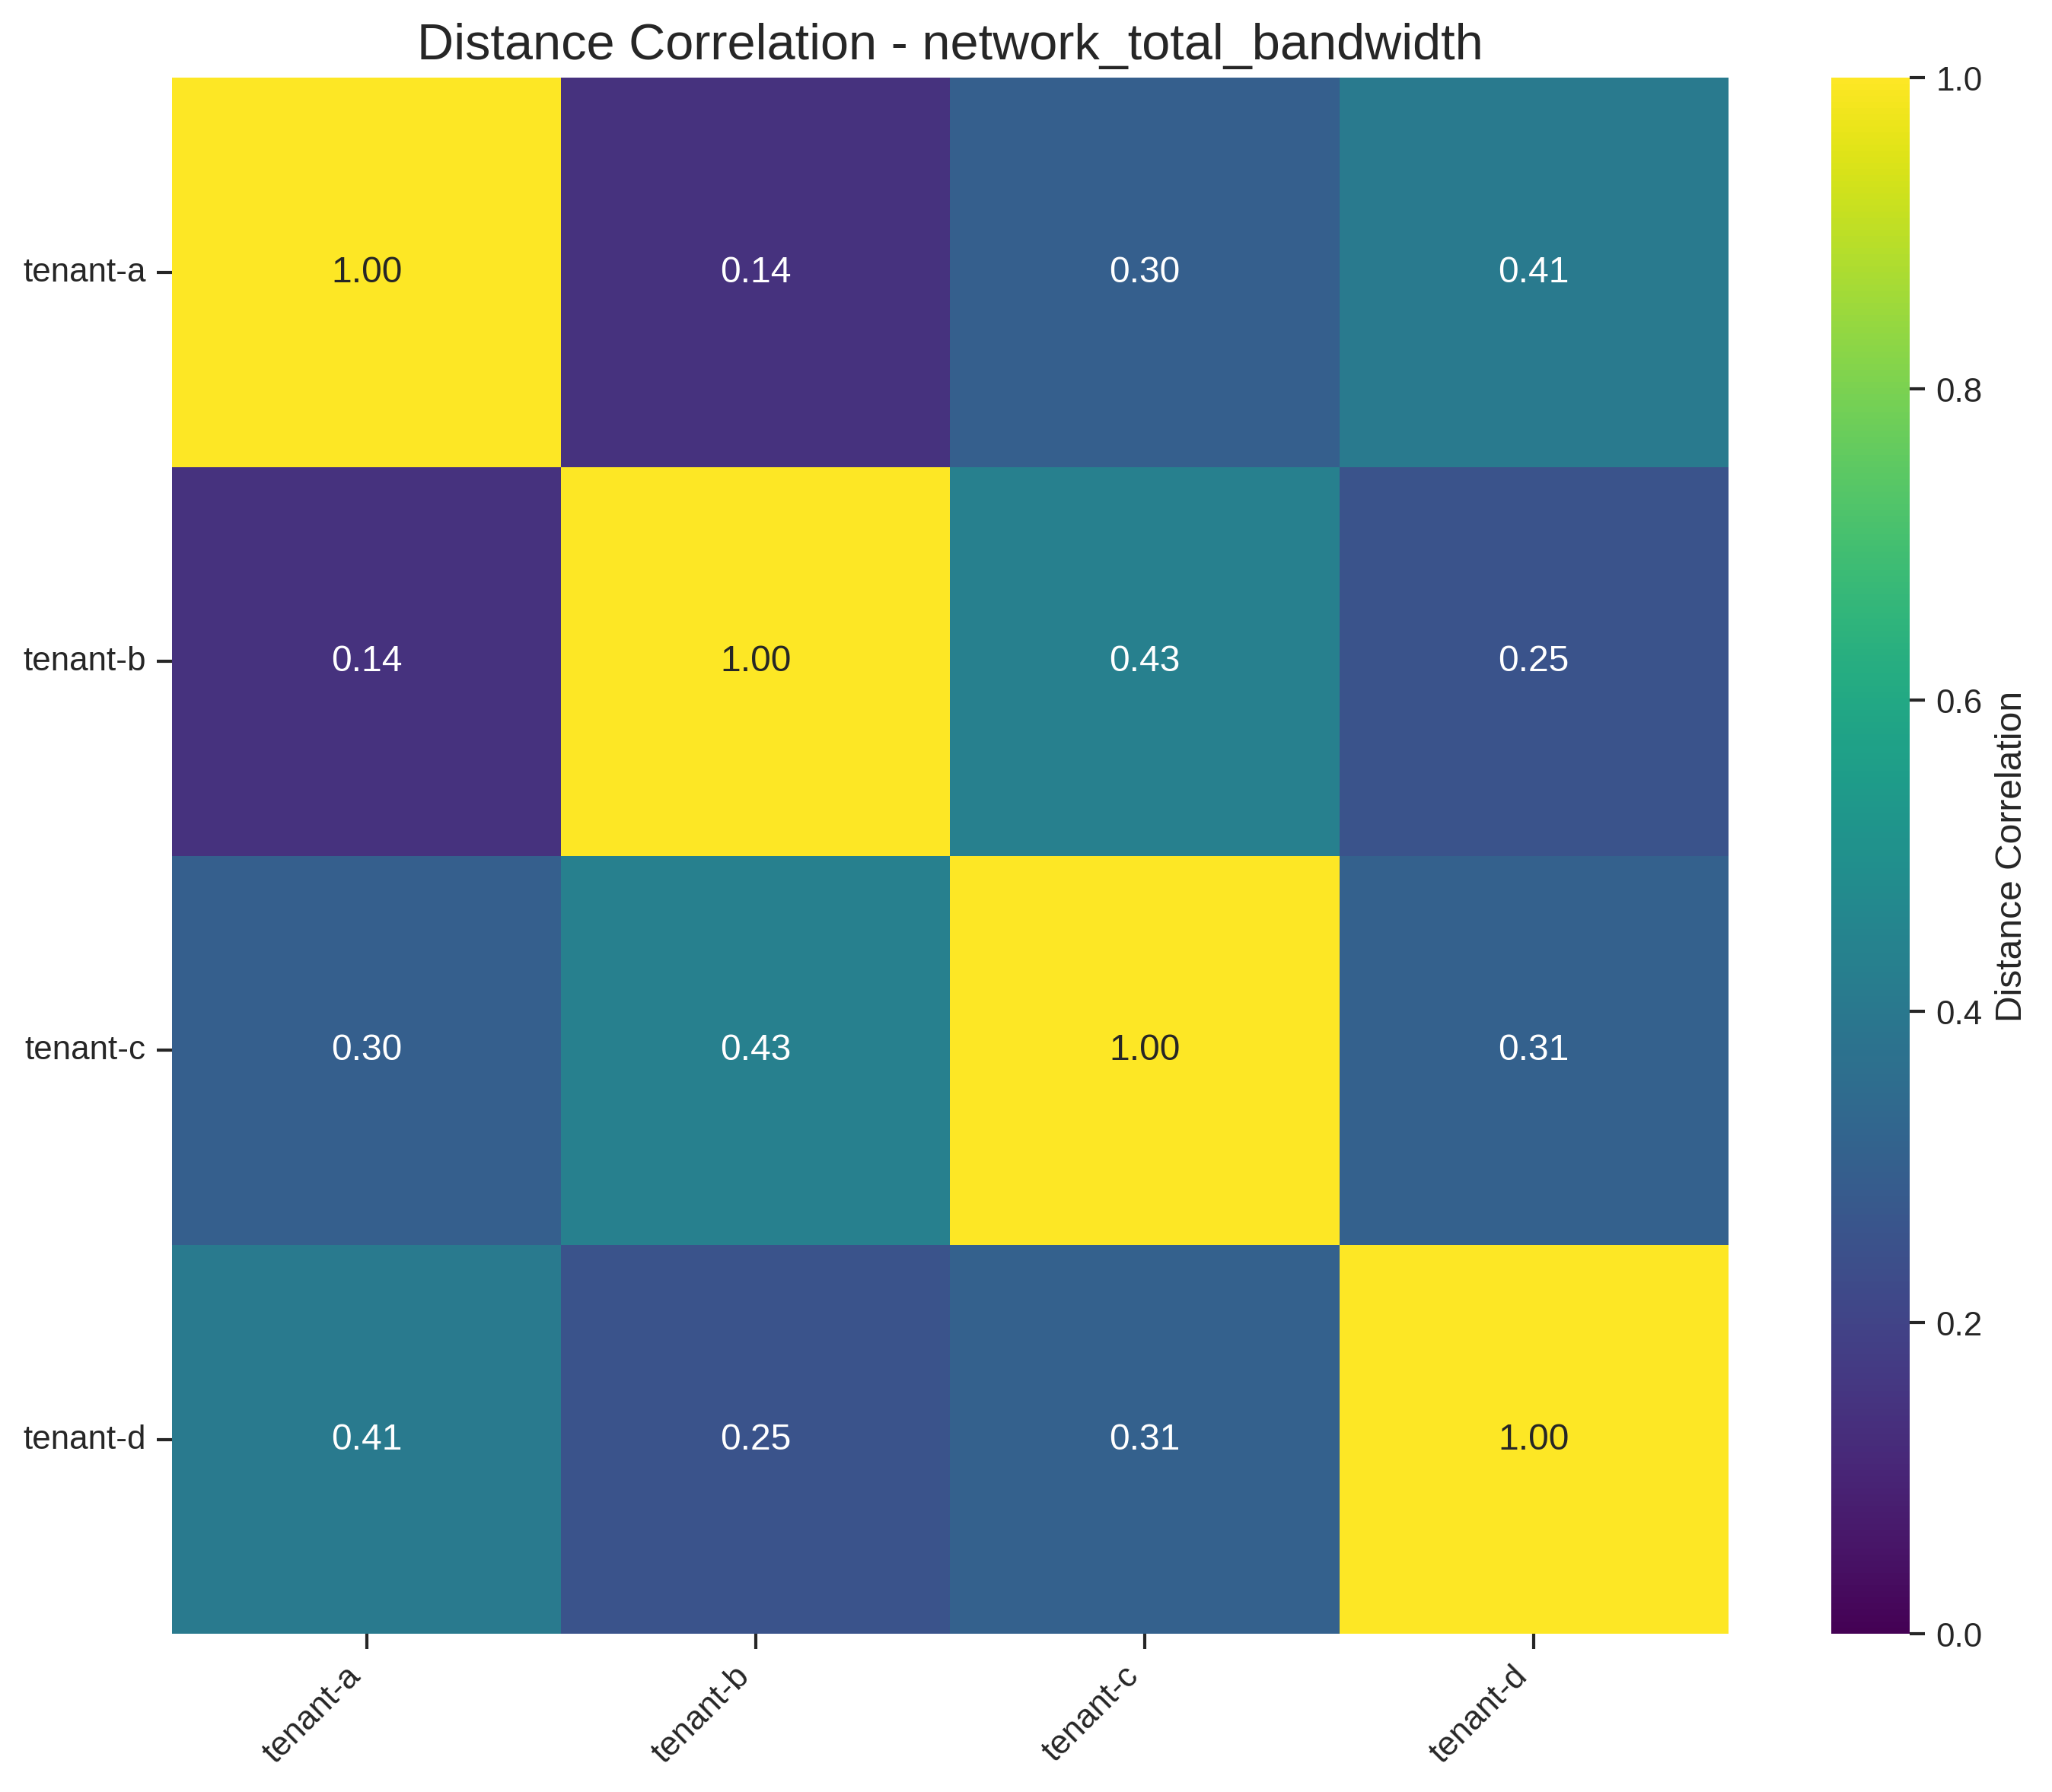 Distance Correlation - network_total_bandwidth
tenant-a 1.00 0.14 0.30 0.41
tenant-b 0.14 1.00 0.43 0.25
tenant-c 0.30 0.43 1.00 0.31
tenant-d 0.41 0.25 0.31 1.00
tenant-a tenant-b tenant-c tenant-d
1.0
0.8
0.6
0.4
0.2
0.0
Distance Correlation